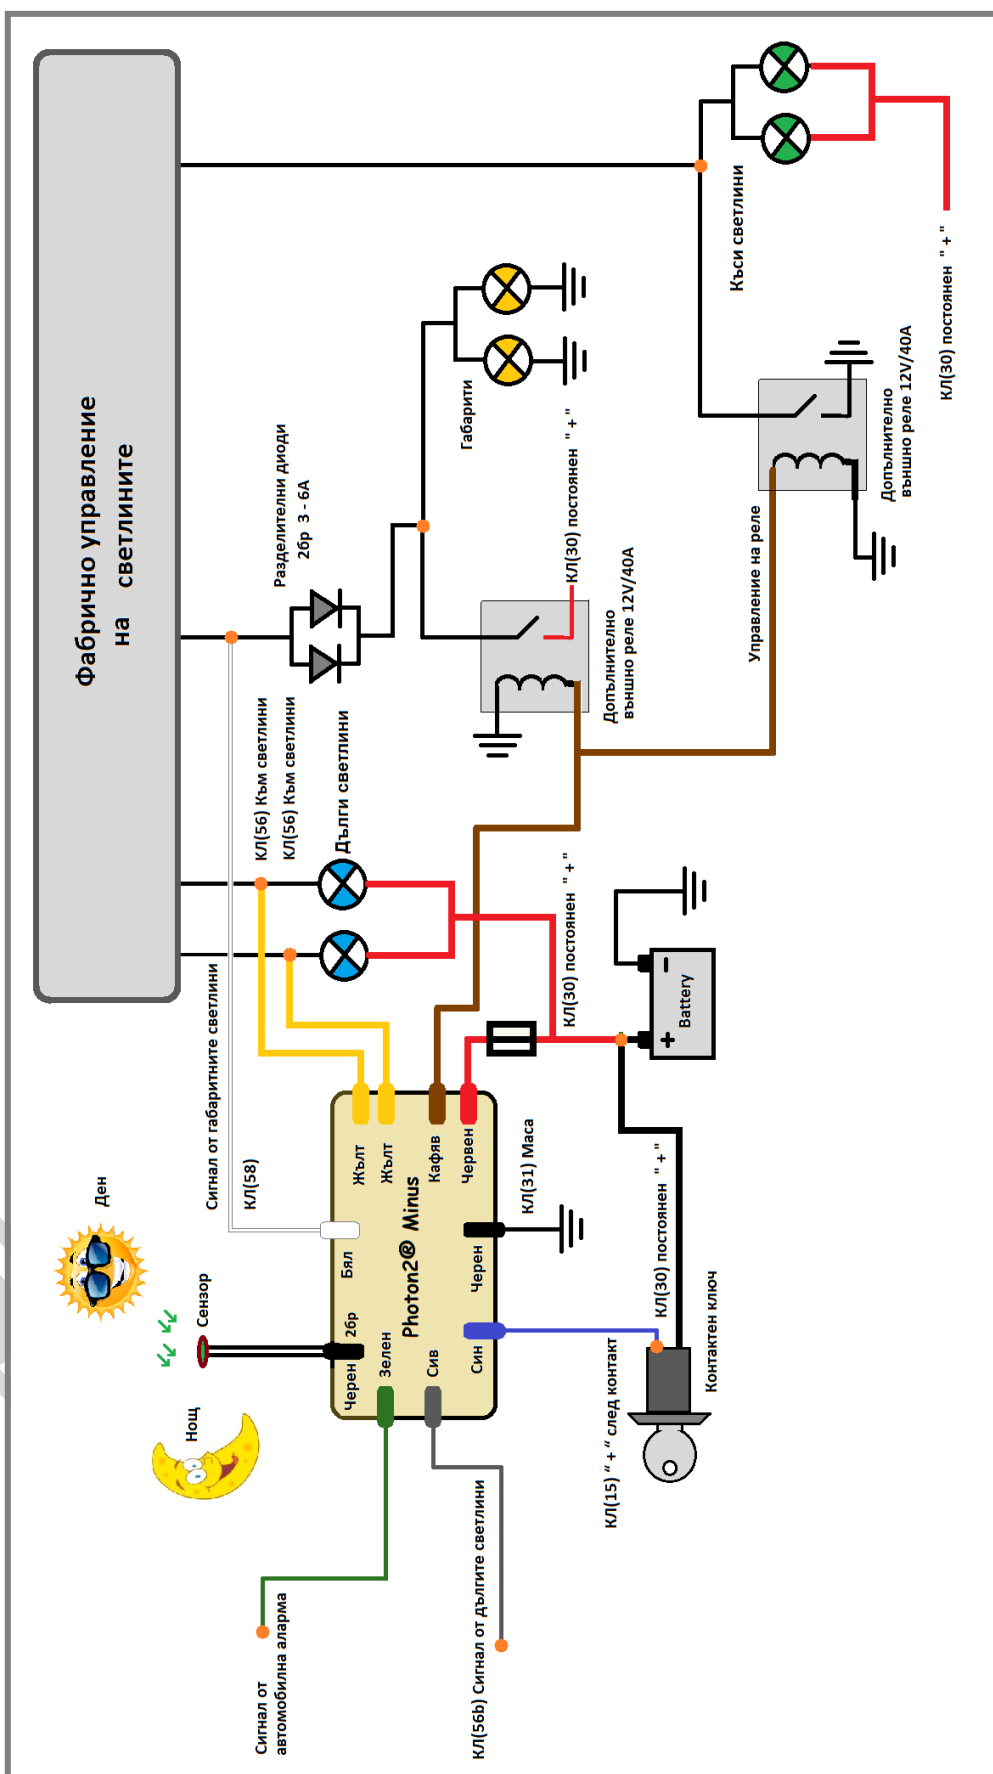 Фабрично управление
на светлините
Разделителни диоди
2бр 3 - 6А
КЛ(56) Към светлини
КЛ(56) Към светлини
Дълги светлини
Сигнал от габаритните светлини
КЛ(58)
Габарити
КЛ(30) постоянен " + "
Допълнително
външно реле 12V/40A
Къси светлини
КЛ(30) постоянен " + "
Допълнително
външно реле 12V/40A
Управление на реле
КЛ(30) постоянен " + "
Battery
+
-
Ден
Нощ
Сензор
Жълт
Жълт
Кафяв
Червен
Бял
Черен 2бр
Зелен
Сив
Син
Черен
Photon2® Minus
КЛ(31) Маса
КЛ(30) постоянен " + "
КЛ(15) “ + “ след контакт
Контактен ключ
Сигнал от
автомобилна аларма
КЛ(56b) Сигнал от дългите светлини